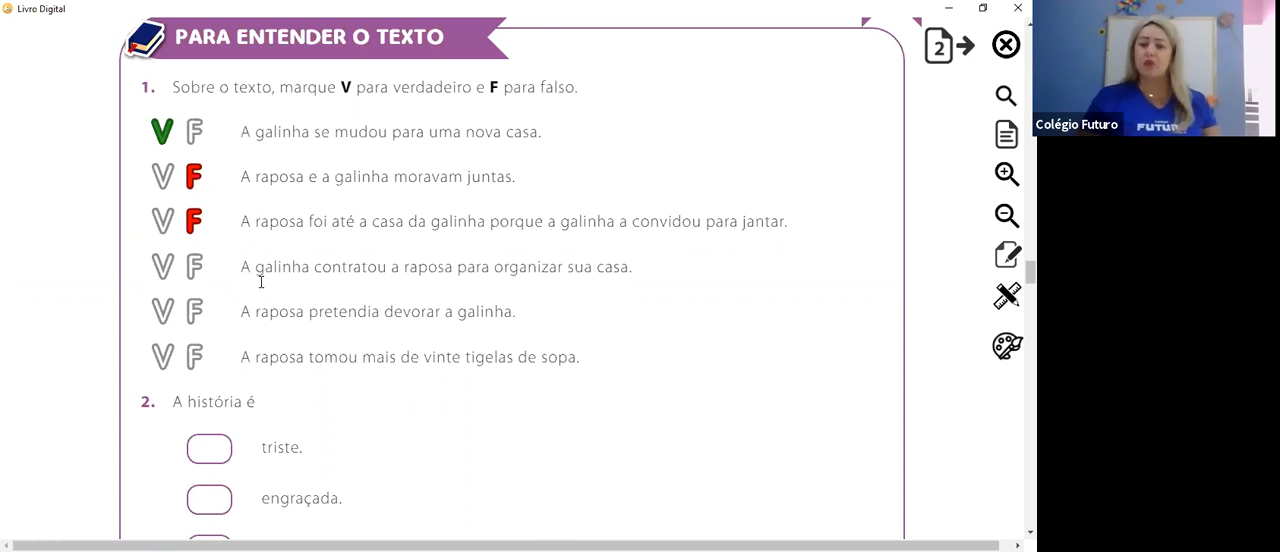 Livro Digital
PARA ENTENDER O TEXTO
2
1. Sobre o texto, marque V para verdadeiro e F para falso.
V F A galinha se mudou para uma nova casa.
V F A raposa e a galinha moravam juntas.
V F A raposa foi até a casa da galinha porque a galinha a convidou para jantar.
V F A galinha contratou a raposa para organizar sua casa.
V F A raposa pretendia devorar a galinha.
V F A raposa tomou mais de vinte tigelas de sopa.
2. A história é
triste.
engraçada.
FUTURO
Colégio Futuro